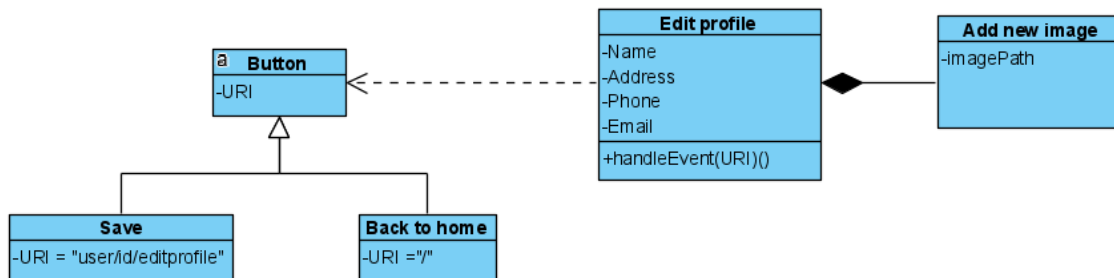 a Button
-URI
Edit profile
-Name
-Address
-Phone
-Email
+handleEvent(URI)()
Add new image
-imagePath
Save
-URI = "user/id/editprofile"
Back to home
-URI ="/"